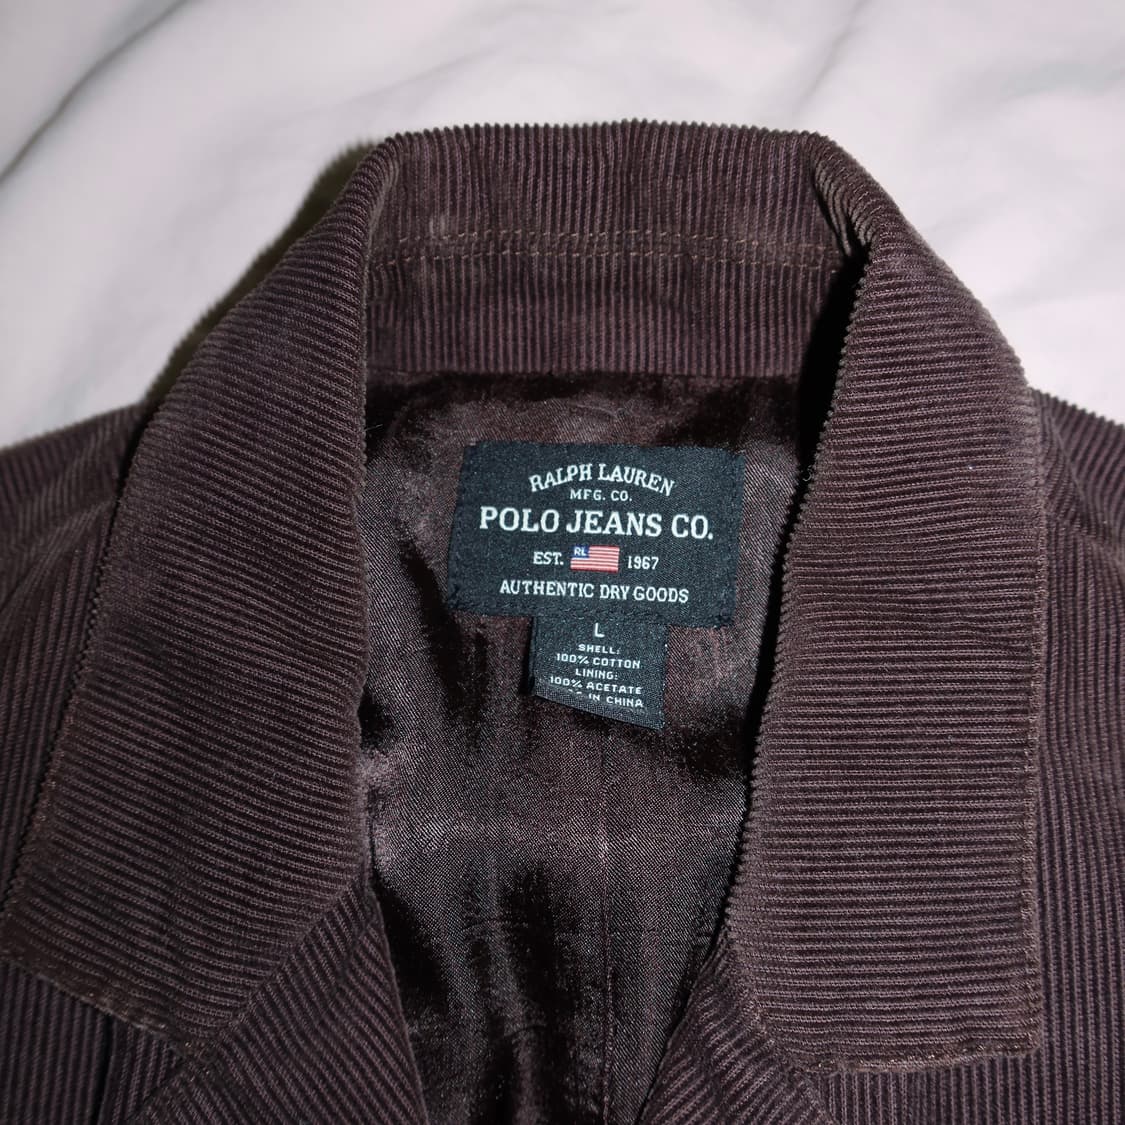 RALPH LAUREN
MFG. CO.
POLO JEANS CO.
EST. RL 1967
AUTHENTIC DRY GOODS
L
SHELL:
100% COTTON
LINING:
100% ACETATE
IN CHINA